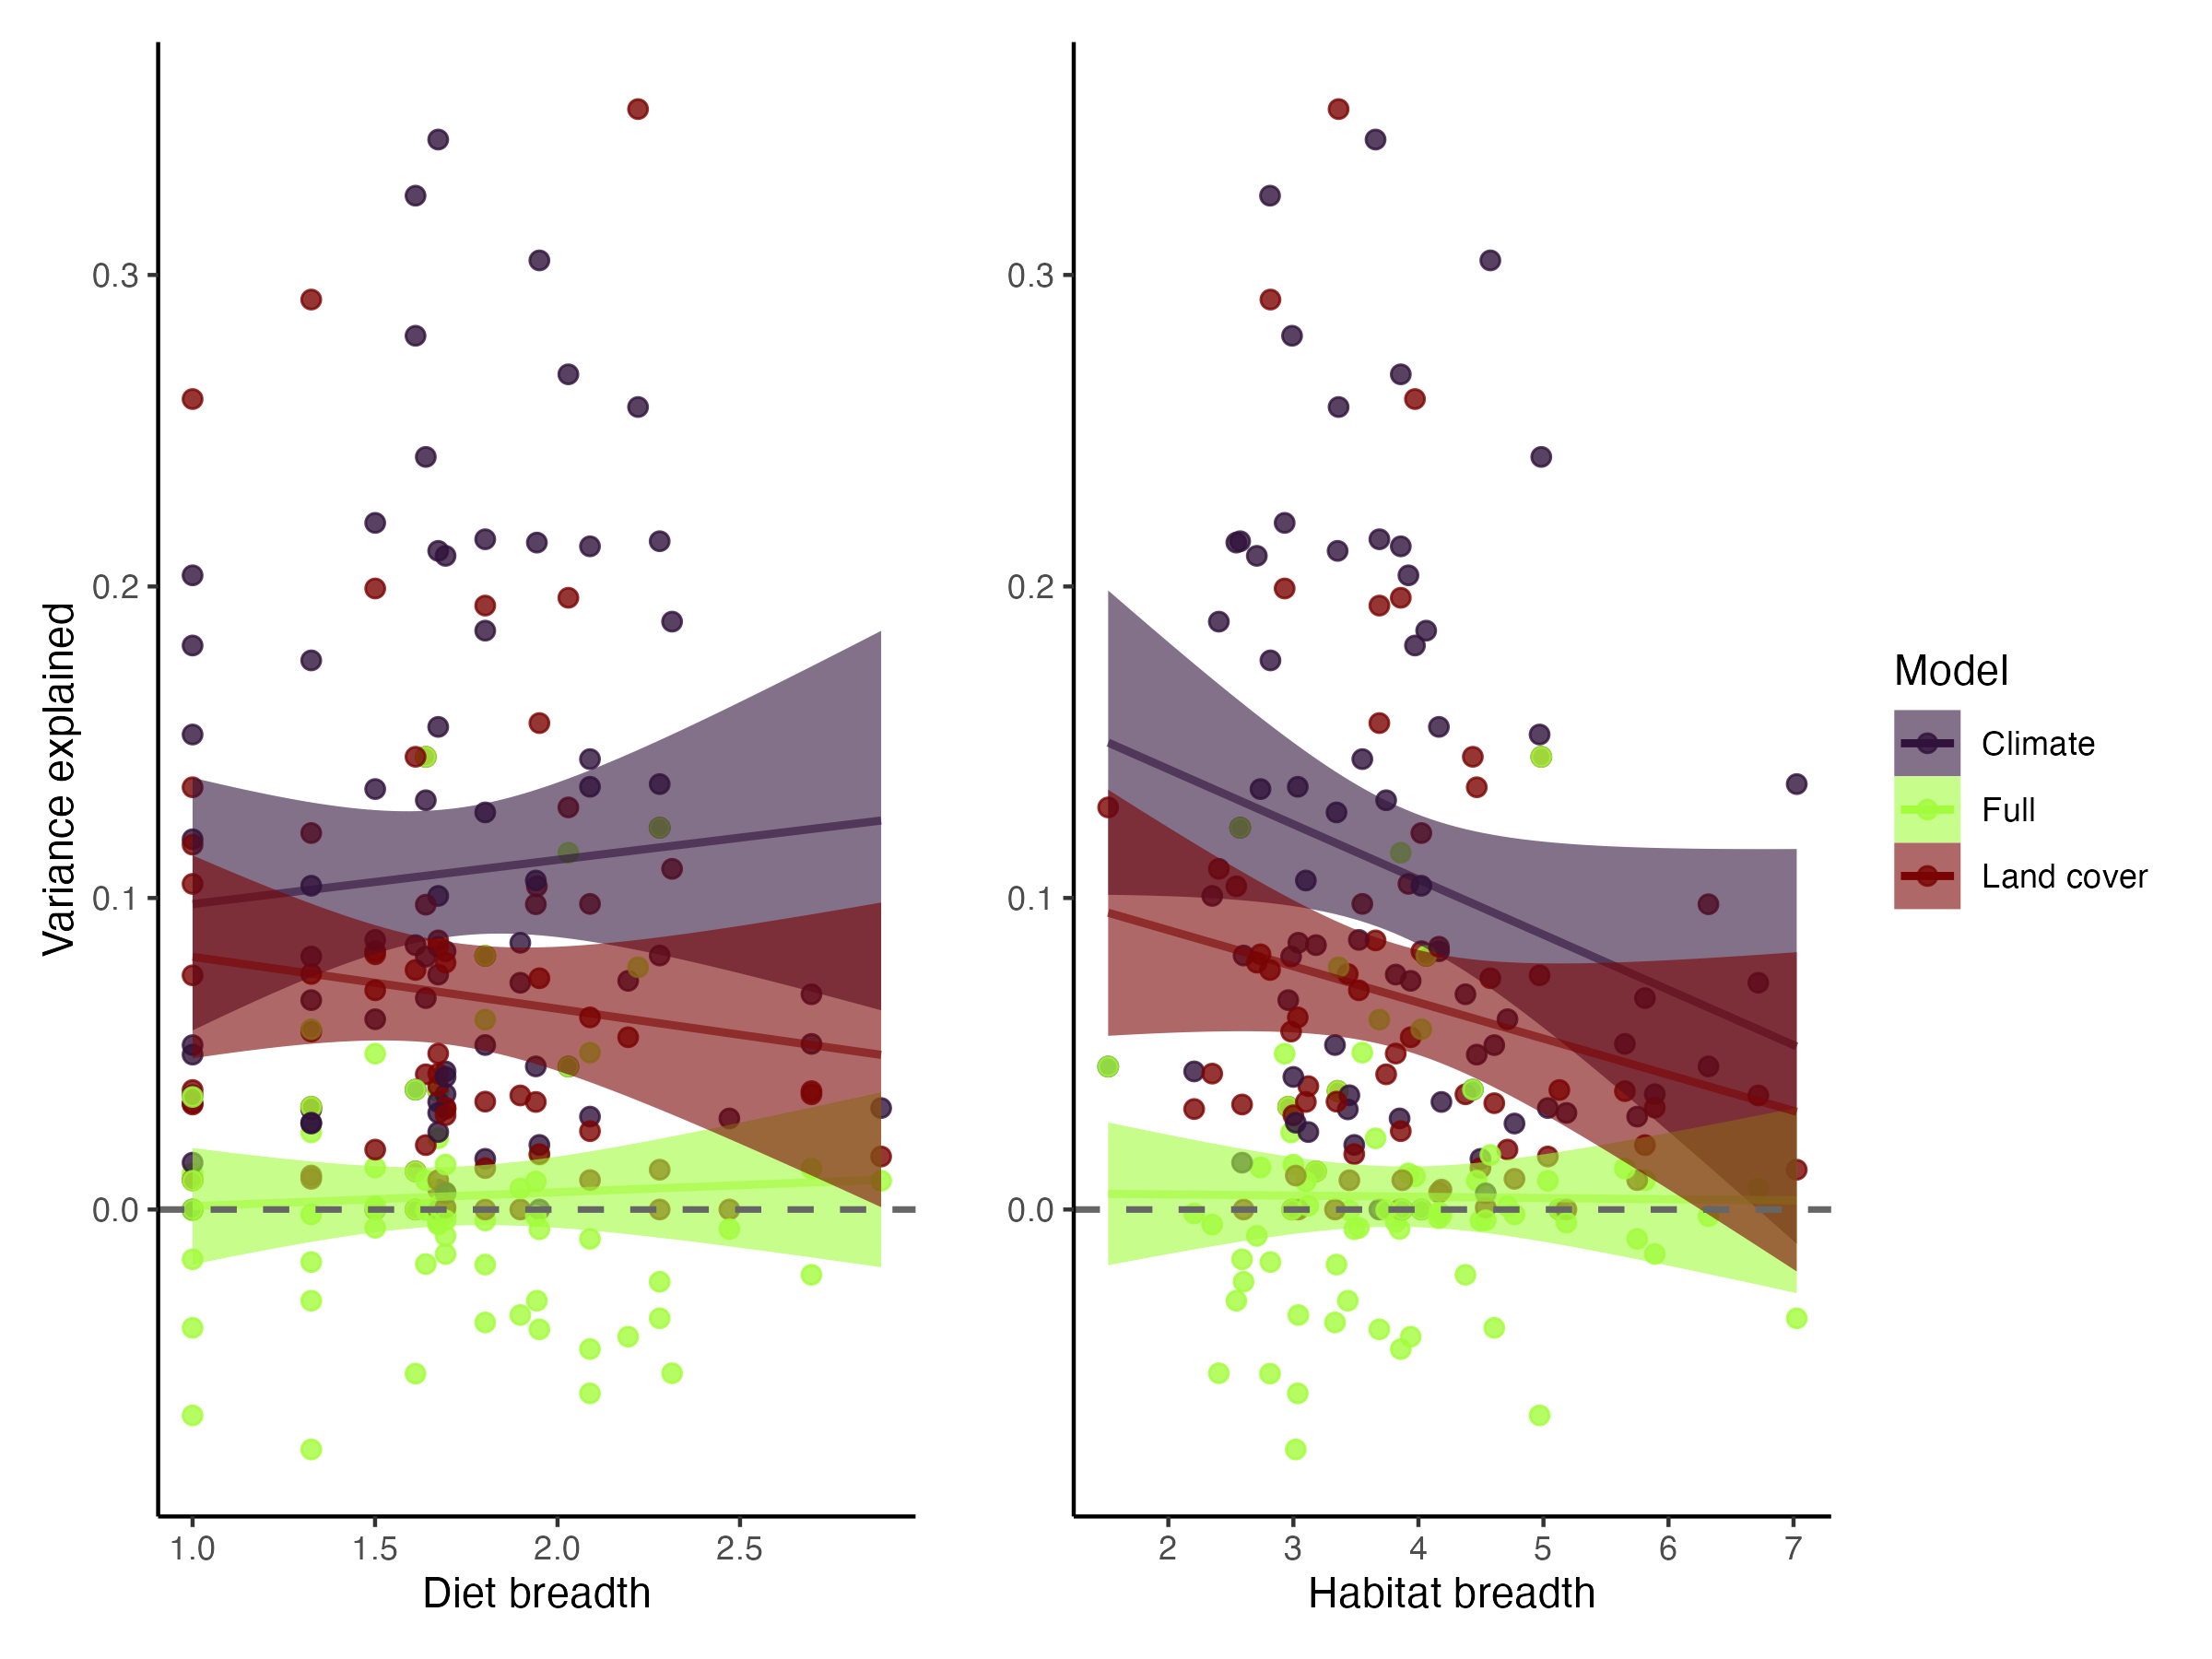 Variance explained
0.3
0.2
0.1
0.0
1.0 1.5 2.0 2.5
Diet breadth
0.3
0.2
0.1
0.0
2 3 4 5 6 7
Habitat breadth
Model
Climate
Full
Land cover